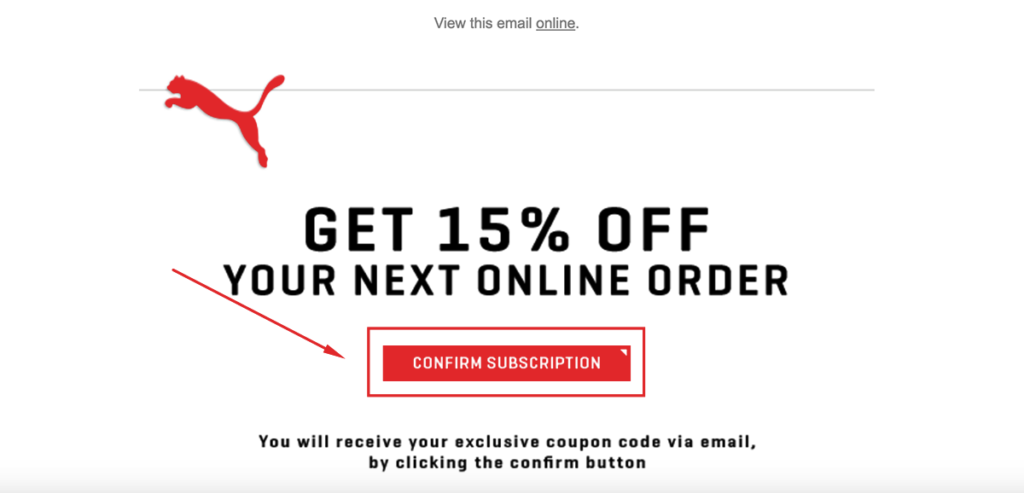 View this email online.
GET 15% OFF
YOUR NEXT ONLINE ORDER
CONFIRM SUBSCRIPTION
You will receive your exclusive coupon code via email,
by clicking the confirm button